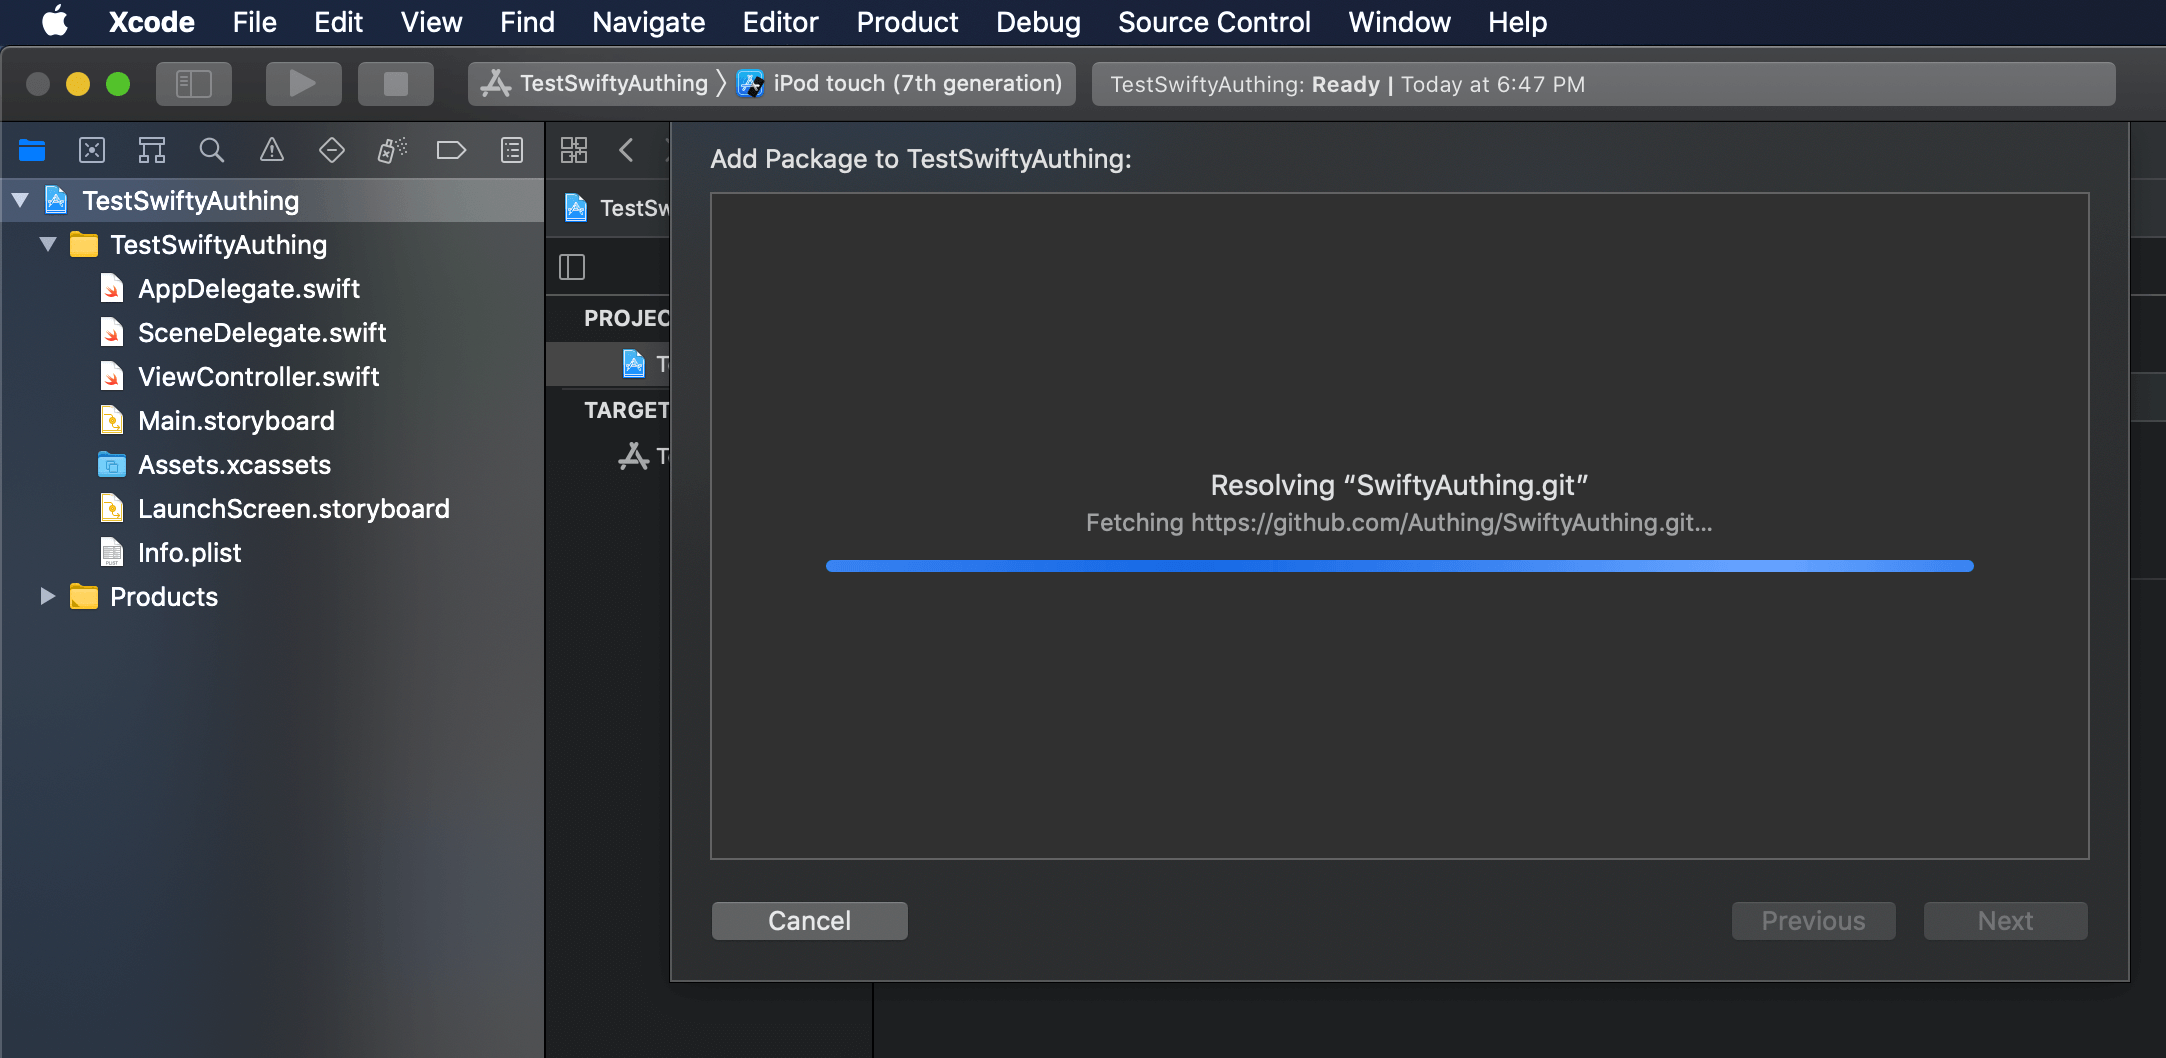 Xcode File Edit View Find Navigate Editor Product Debug Source Control Window Help
TestSwiftyAuthing 〉 iPod touch (7th generation)
TestSwiftyAuthing: Ready | Today at 6:47 PM
TestSwiftyAuthing
TestSwiftyAuthing
AppDelegate.swift
SceneDelegate.swift
ViewController.swift
Main.storyboard
Assets.xcassets
LaunchScreen.storyboard
Info.plist
Products
TestSw
PROJEC
TARGET
Add Package to TestSwiftyAuthing:
Resolving “SwiftyAuthing.git”
Fetching https://github.com/Authing/SwiftyAuthing.git...
Cancel
Previous
Next